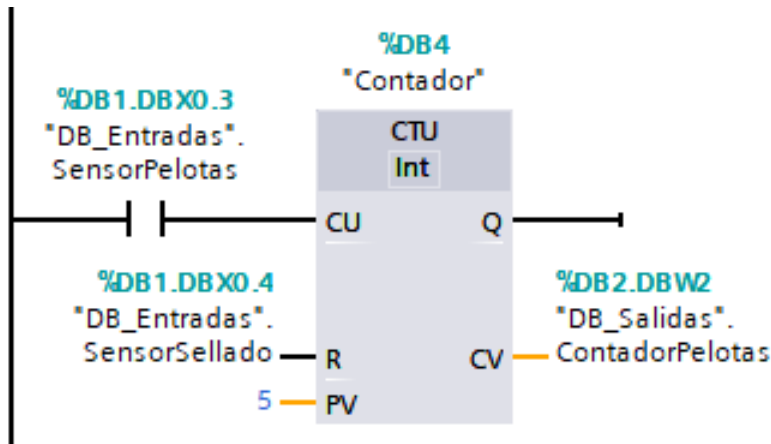 %DB4
"Contador"
%DB1.DBX0.3
"DB_Entradas".
SensorPelotas
CTU
Int
CU
Q
%DB1.DBX0.4
"DB_Entradas".
SensorSellado
R
%DB2.DBW2
"DB_Salidas".
ContadorPelotas
CV
5
PV